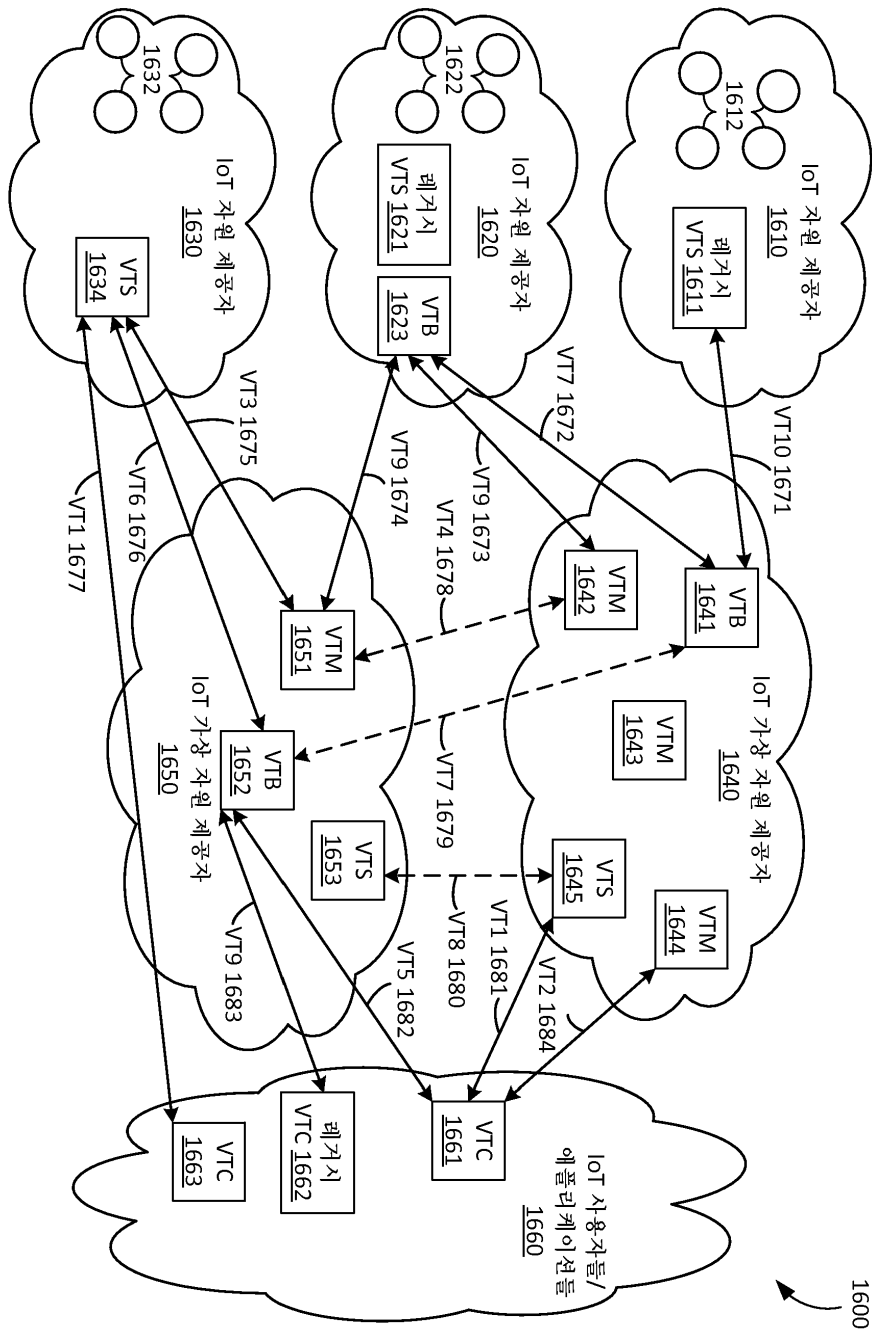 1600
IoT 자원 제공자
1610
1612
레거시
VTS 1611
IoT 자원 제공자
1620
1622
레거시
VTS 1621
VTB
1623
IoT 자원 제공자
1630
1632
VTS
1634
VT10 1671
VT7 1672
VT9 1673
VT9 1674
VT3 1675
VT6 1676
VT1 1677
IoT 가상 자원 제공자
1640
VTB
1641
VTM
1642
VTM
1643
VTM
1644
VTS
1645
VT4 1678
VT7 1679
VT8 1680
IoT 가상 자원 제공자
1650
VTM
1651
VTB
1652
VTS
1653
VT2 1684
VT1 1681
VT5 1682
VT9 1683
IoT 사용자들/
애플리케이션들
1660
VTC
1661
레거시
VTC 1662
VTC
1663